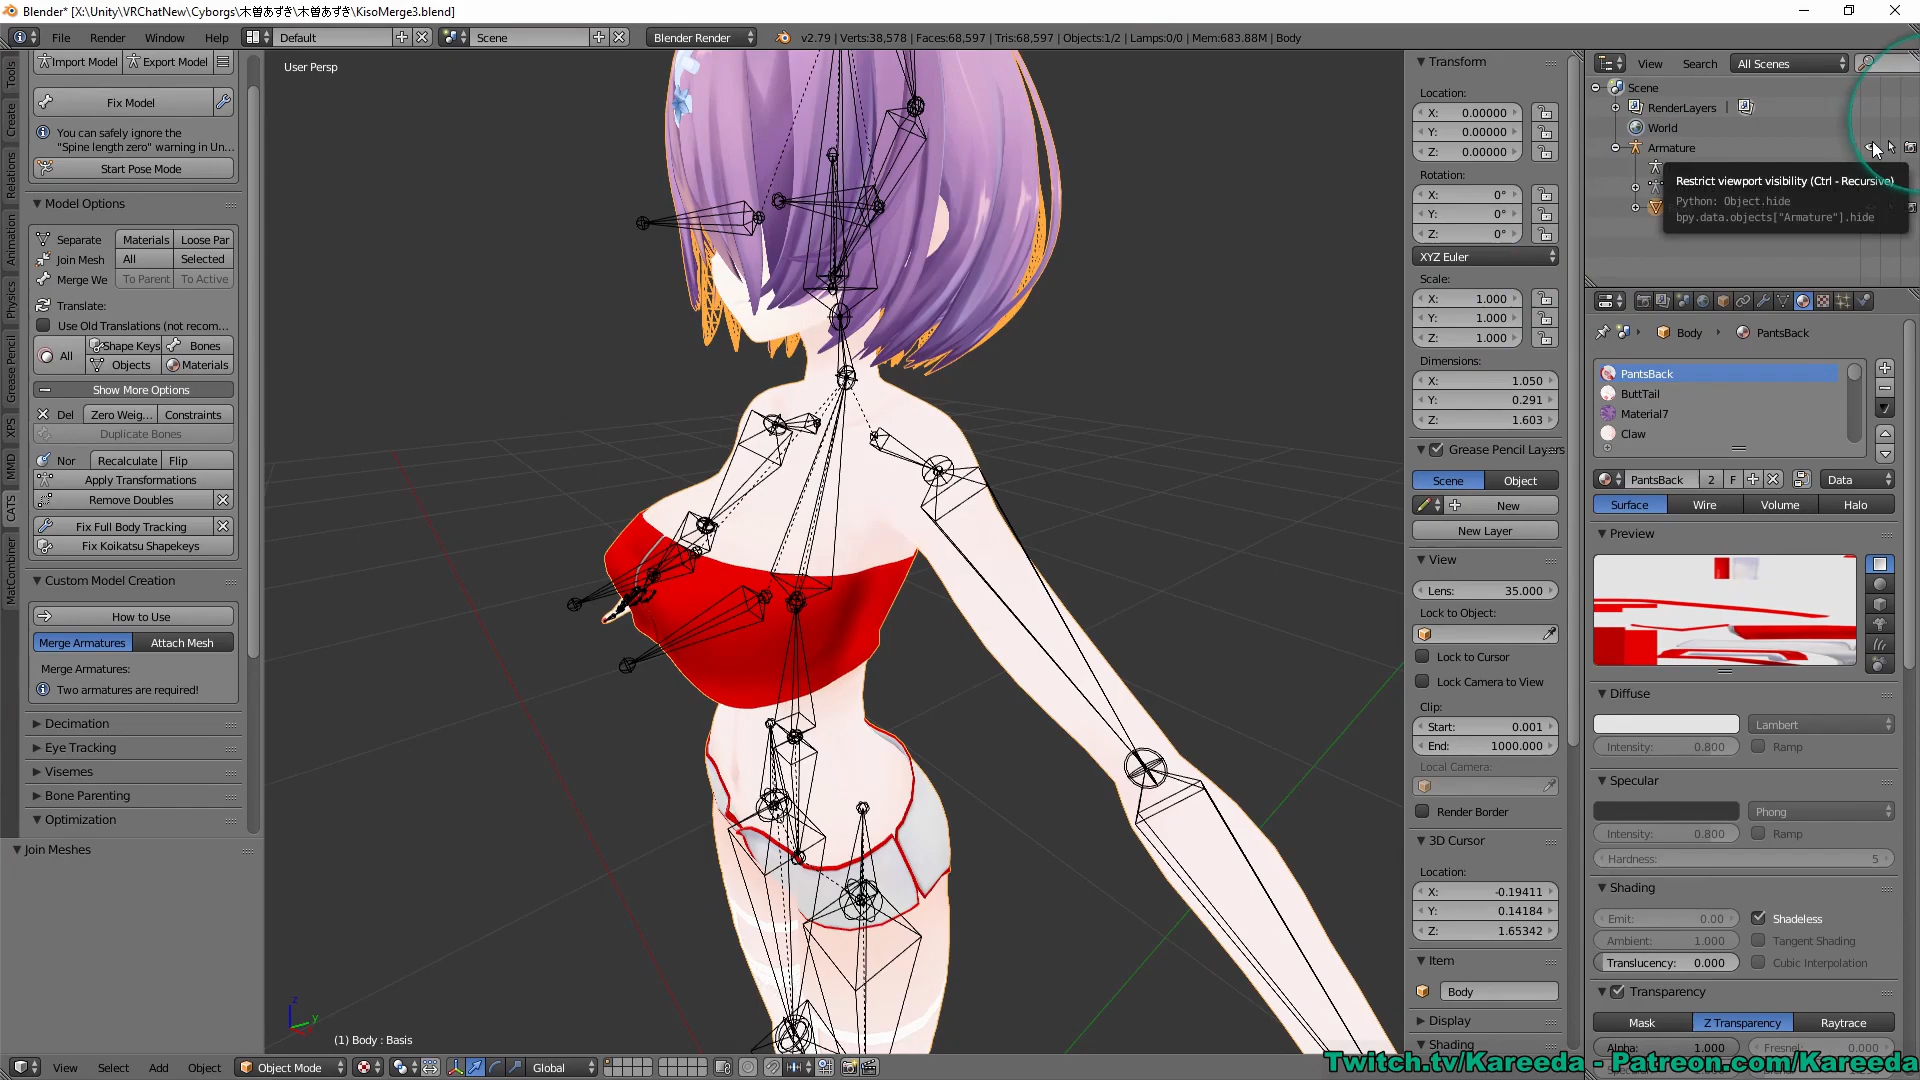 Blender* [X:\Unity\VRChatNew\Cyborgs\木曽あずき\木曽あずき\KisoMerge3.blend]
File Render Window Help Default Scene Blender Render v2.79 | Verts:38,578 | Faces:68,597 | Tris:68,597 | Objects:1/2 | Lamps:0/0 | Mem:683.88M | Body
Tools
Create
Relations
Animation
Physics
Grease Pencil
XPS
MMD
CATS
MatCombiner
Import Model Export Model
Fix Model
You can safely ignore the
"Spine length zero" warning in Un...
Start Pose Mode
Model Options
Separate Materials Loose Par
Join Mesh All Selected
Merge We To Parent To Active
Translate:
Use Old Translations (not recom...
All Shape Keys Bones
Objects Materials
Show More Options
Del Zero Weig... Constraints
Duplicate Bones
Nor Recalculate Flip
Apply Transformations
Remove Doubles
Fix Full Body Tracking
Fix Koikatsu Shapekeys
Custom Model Creation
How to Use
Merge Armatures Attach Mesh
Merge Armatures:
Two armatures are required!
Decimation
Eye Tracking
Visemes
Bone Parenting
Optimization
Join Meshes
User Persp
z
y
(1) Body : Basis
View Select Add Object Object Mode Global
Transform
Location:
X: 0.00000
Y: 0.00000
Z: 0.00000
Rotation:
X: 0°
Y: 0°
Z: 0°
XYZ Euler
Scale:
X: 1.000
Y: 1.000
Z: 1.000
Dimensions:
X: 1.050
Y: 0.291
Z: 1.603
Grease Pencil Layers
Scene Object
New
New Layer
View
Lens: 35.000
Lock to Object:
Lock to Cursor
Lock Camera to View
Clip:
Start: 0.001
End: 1000.000
Local Camera:
Render Border
3D Cursor
Location:
X: -0.19411
Y: 0.14184
Z: 1.65342
Item
Body
Display
Shading
View Search All Scenes
Scene
RenderLayers |
World
Armature
Restrict viewport visibility (Ctrl - Recursive)
Python: Object.hide
bpy.data.objects["Armature"].hide
Body PantsBack
PantsBack
ButtTail
Material7
Claw
PantsBack 2 F Data
Surface Wire Volume Halo
Preview
Diffuse
Lambert
Intensity: 0.800 Ramp
Specular
Phong
Intensity: 0.800 Ramp
Hardness: 5
Shading
Emit: 0.00 Shadeless
Ambient: 1.000 Tangent Shading
Translucency: 0.000 Cubic Interpolation
Transparency
Mask Z Transparency Raytrace
Alpha: 1.000 Fresnel: 0.000
Twitch.tv/Kareeda - Patreon.com/Kareeda